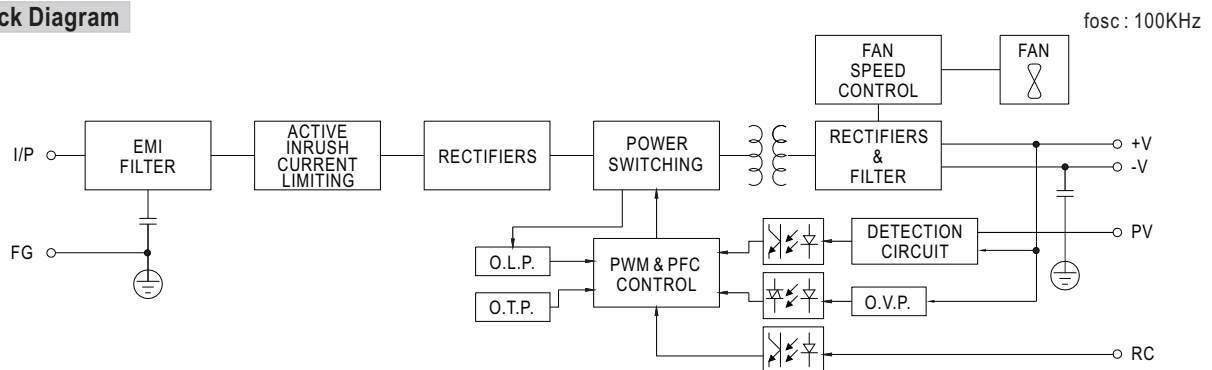 ck Diagram
fosc : 100KHz
FAN
SPEED
CONTROL
FAN
I/P
EMI
FILTER
ACTIVE
INRUSH
CURRENT
LIMITING
RECTIFIERS
POWER
SWITCHING
RECTIFIERS
&
FILTER
+V
-V
FG
O.L.P.
O.T.P.
PWM & PFC
CONTROL
DETECTION
CIRCUIT
PV
O.V.P.
RC